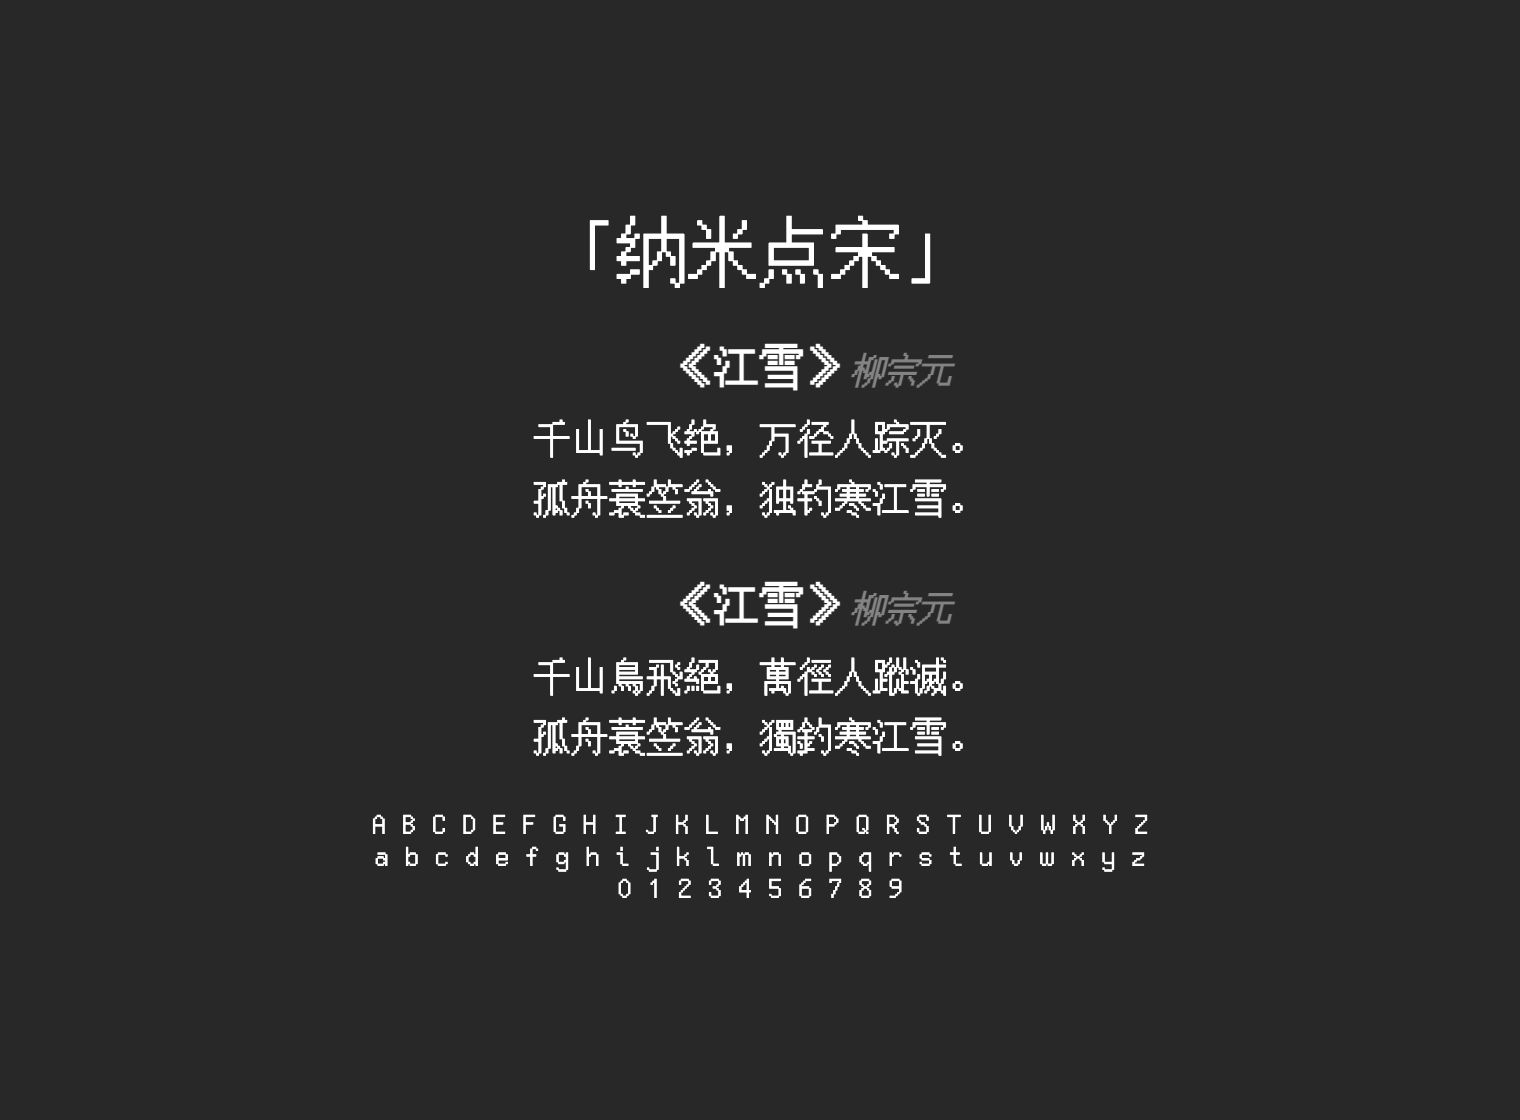 「纳米点宋」
《江雪》柳宗元
千山鸟飞绝，万径人踪灭。
孤舟蓑笠翁，独钓寒江雪。
《江雪》柳宗元
千山鳥飛絕，萬徑人蹤滅。
孤舟蓑笠翁，獨釣寒江雪。
A B C D E F G H I J K L M N O P Q R S T U V W X Y Z
a b c d e f g h i j k l m n o p q r s t u v w x y z
0 1 2 3 4 5 6 7 8 9